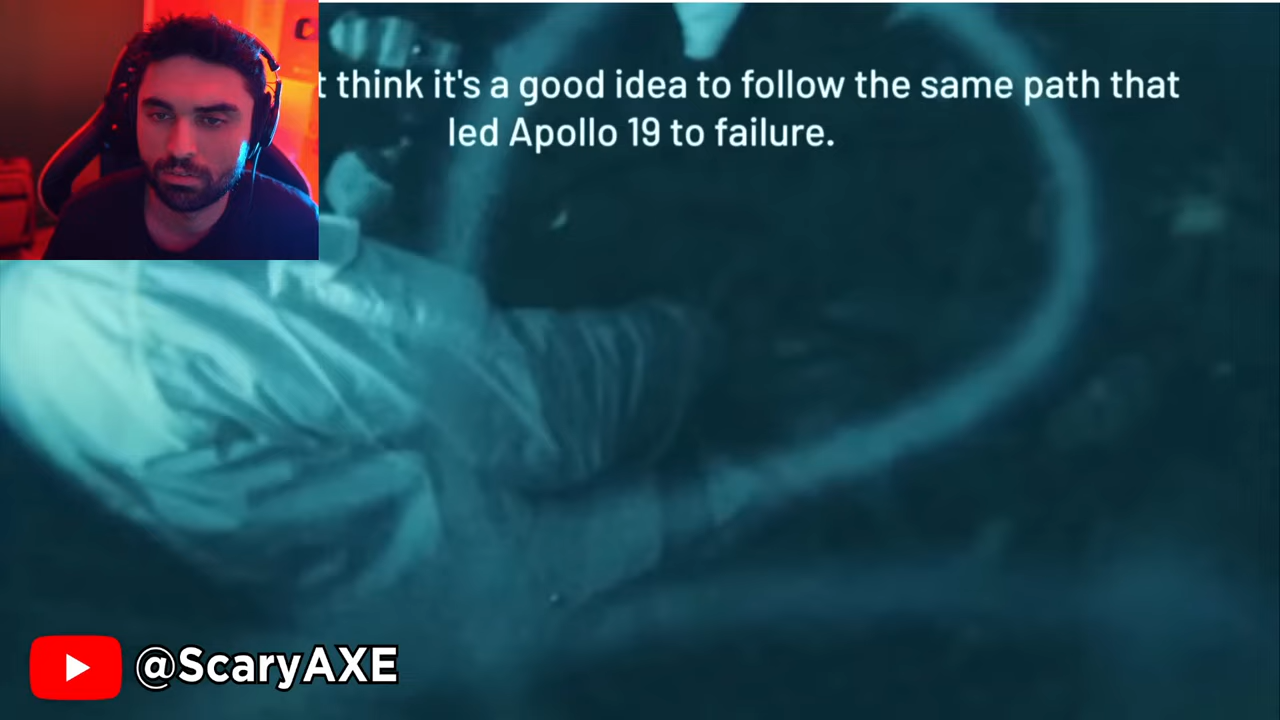 t think it's a good idea to follow the same path that
led Apollo 19 to failure.
@ScaryAXE